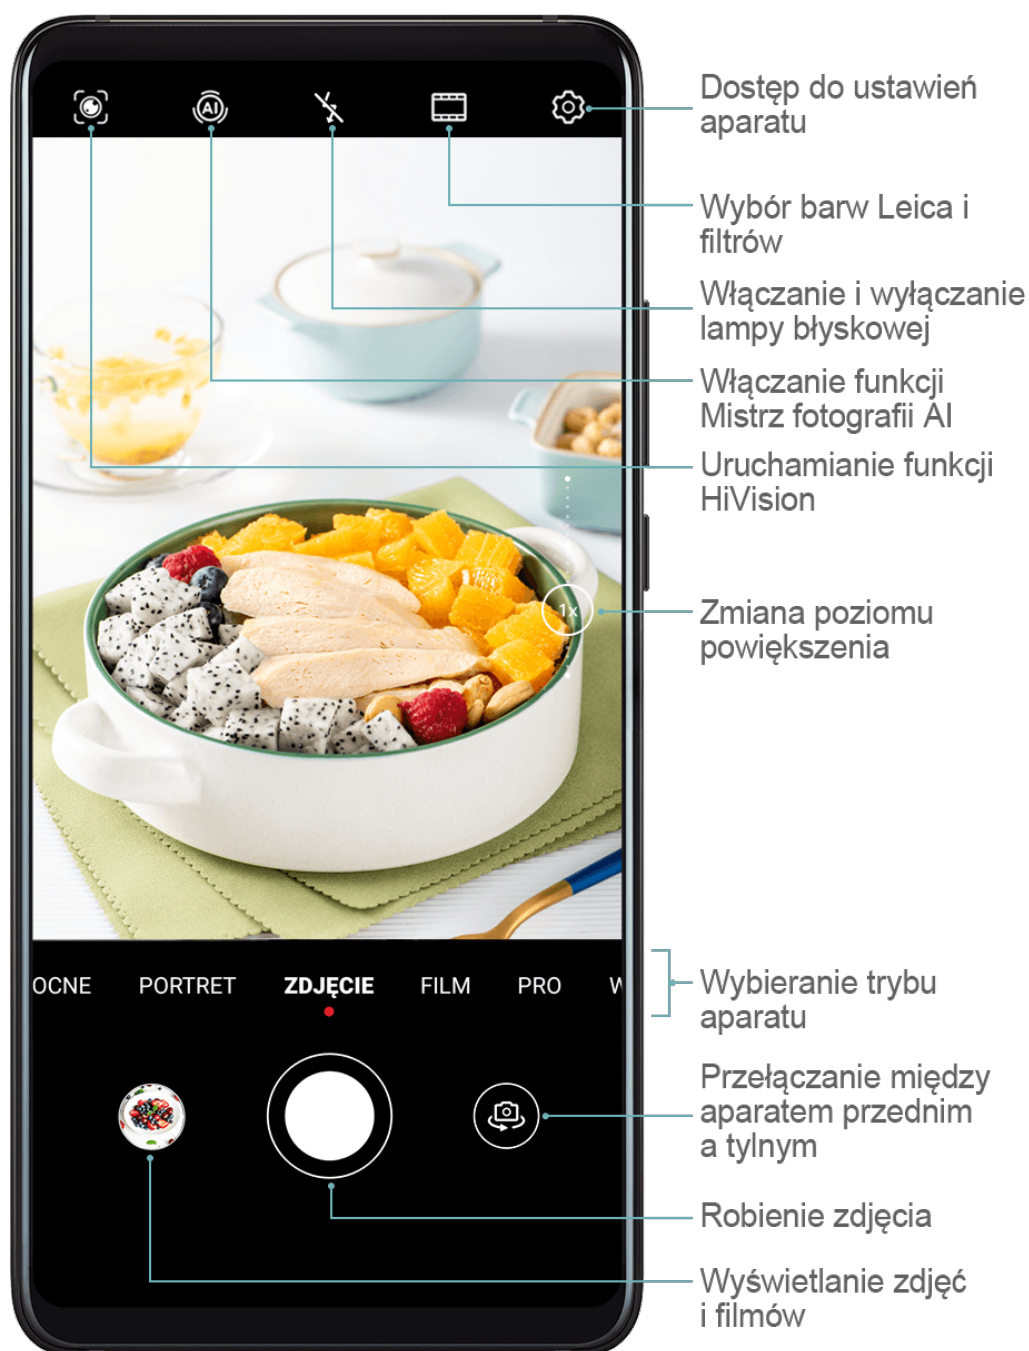 AI
Dostęp do ustawień
aparatu
Wybór barw Leica i
filtrów
Włączanie i wyłączanie
lampy błyskowej
Włączanie funkcji
Mistrz fotografii AI
Uruchamianie funkcji
HiVision
1x
Zmiana poziomu
powiększenia
OCNE PORTRET ZDJĘCIE FILM PRO W
Wybieranie trybu
aparatu
Przełączanie między
aparatem przednim
a tylnym
Robienie zdjęcia
Wyświetlanie zdjęć
i filmów